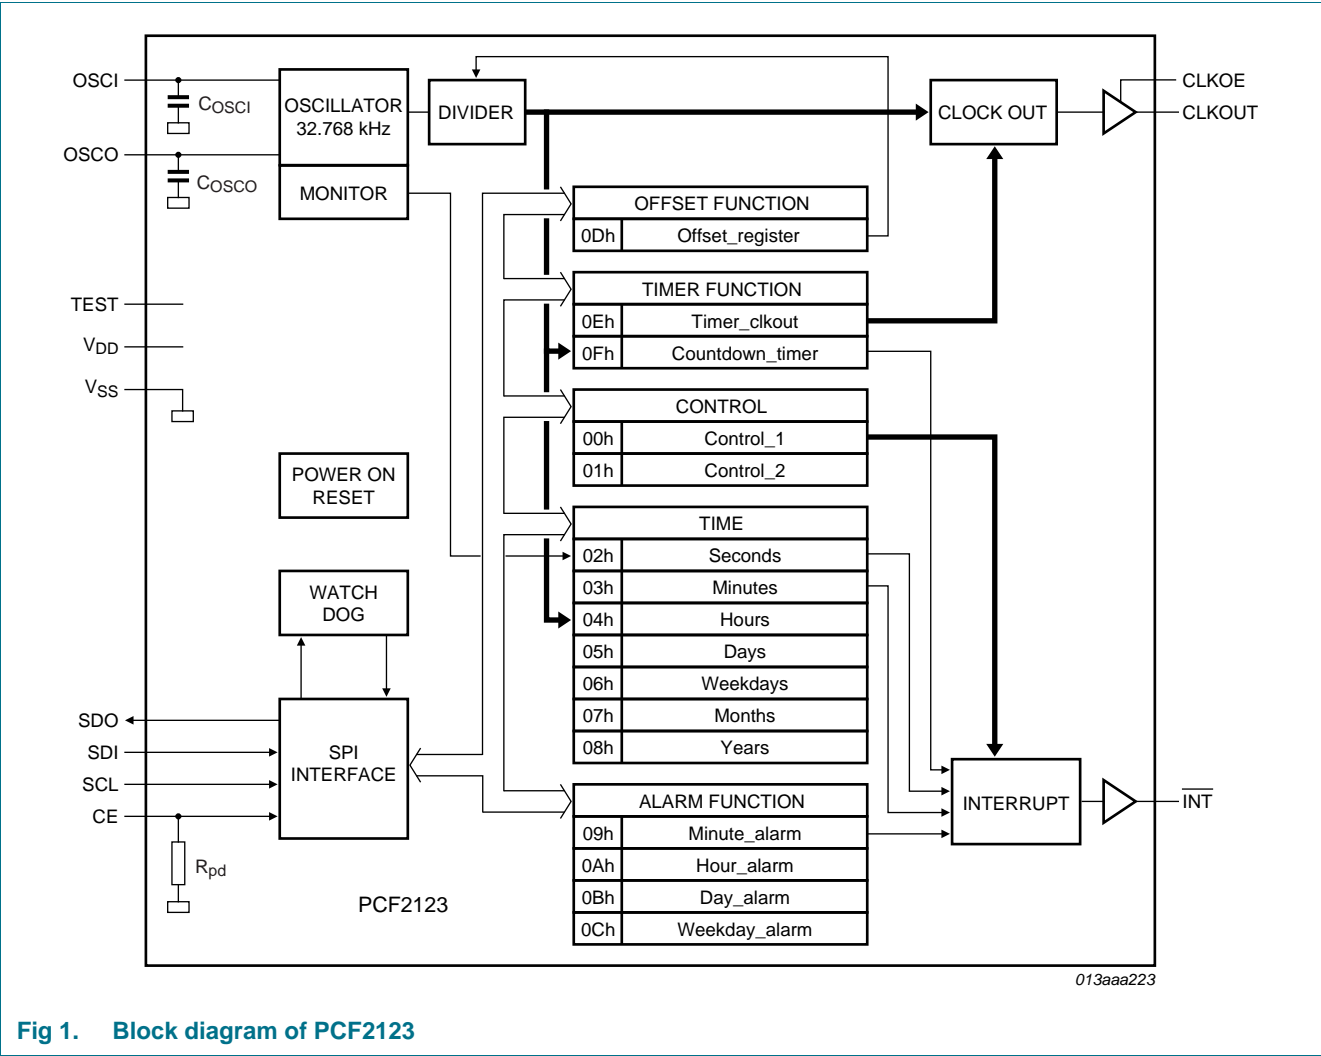 OSCI
COSCI
OSCILLATOR
32.768 kHz
DIVIDER
CLOCK OUT
CLKOE
CLKOUT
OSCO
COSCO
MONITOR
OFFSET FUNCTION
0Dh Offset_register
TEST
VDD
VSS
TIMER FUNCTION
0Eh Timer_clkout
0Fh Countdown_timer
CONTROL
00h Control_1
01h Control_2
POWER ON
RESET
TIME
02h Seconds
03h Minutes
04h Hours
05h Days
06h Weekdays
07h Months
08h Years
WATCH
DOG
SDO
SDI
SCL
CE
SPI
INTERFACE
Rpd
PCF2123
ALARM FUNCTION
09h Minute_alarm
0Ah Hour_alarm
0Bh Day_alarm
0Ch Weekday_alarm
INTERRUPT
INT
013aaa223
Fig 1. Block diagram of PCF2123